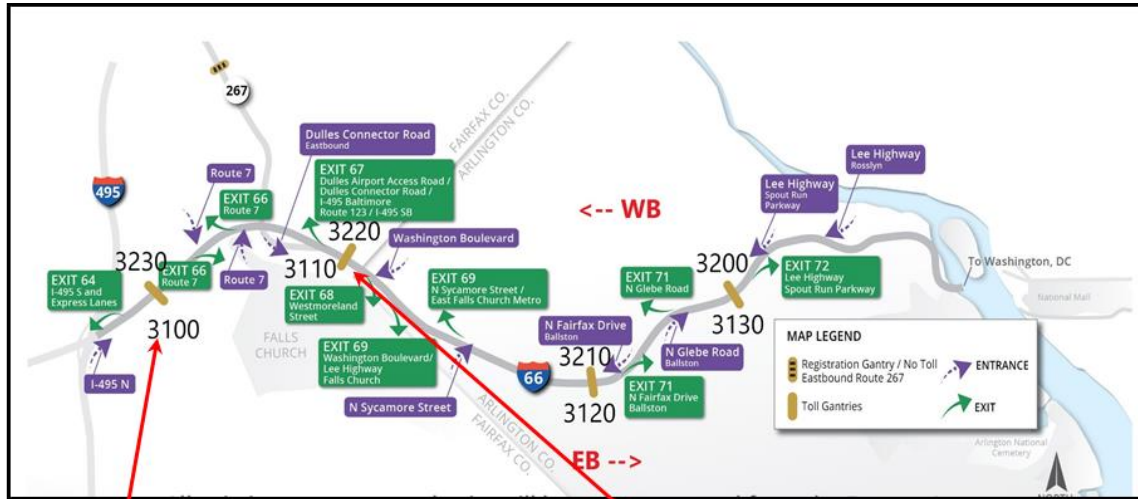 267
FAIRFAX CO.
ARLINGTON CO.
495
Dulles Connector Road
Eastbound
Route 7
EXIT 66
Route 7
EXIT 67
Dulles Airport Access Road /
Dulles Connector Road /
I-495 Baltimore
Route 123 / I-495 SB
<-- WB
Lee Highway
Rosslyn
Lee Highway
Spout Run
Parkway
3220
Washington Boulevard
3230
EXIT 66
Route 7
Route 7
3110
EXIT 64
I-495 S and
Express Lanes
3100
EXIT 68
Westmoreland
Street
EXIT 69
N Sycamore Street /
East Falls Church Metro
EXIT 71
N Glebe Road
3200
EXIT 72
Lee Highway
Spout Run Parkway
3130
To Washington, DC
National Mall
I-495 N
FALLS
CHURCH
EXIT 69
Washington Boulevard/
Lee Highway
Falls Church
N Sycamore Street
66
N Fairfax Drive
Ballston
3210
3120
N Glebe Road
Ballston
EXIT 71
N Fairfax Drive
Ballston
MAP LEGEND
Registration Gantry / No Toll
Eastbound Route 267
ENTRANCE
Toll Gantries
EXIT
ARLINGTON CO.
FAIRFAX CO.
EB -->
Arlington National
Cemetery
NORTH